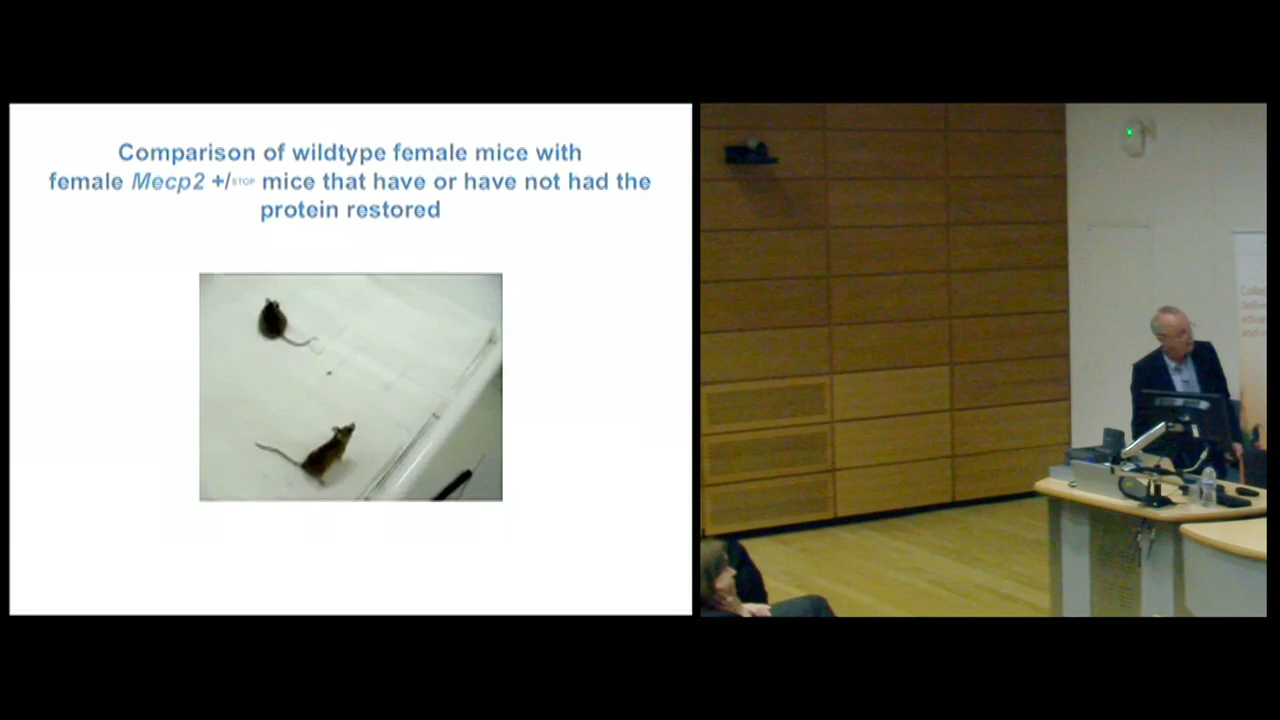 Comparison of wildtype female mice with
female Mecp2 +/STOP mice that have or have not had the
protein restored